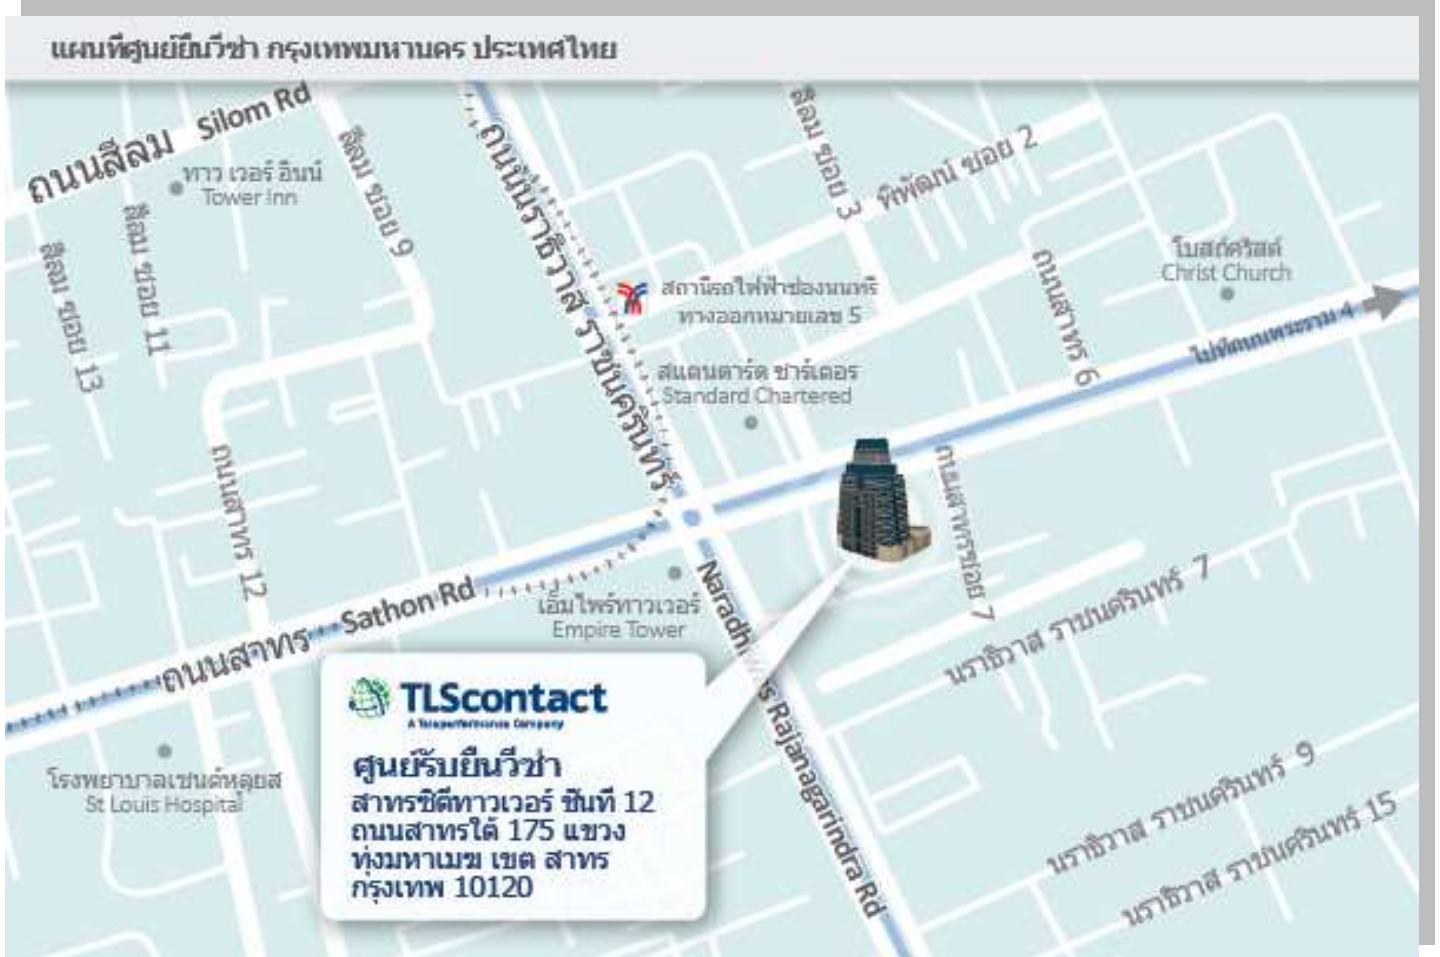 แผนที่ศูนย์ยื่นวีซ่า กรุงเทพมหานคร ประเทศไทย
ถนนสีลม Silom Rd
ทาว เวอร์ อินน์
Tower Inn
สีลม ซอย 9
สีลม ซอย 11
สีลม ซอย 13
ถนนนราธิวาส ราชนครินทร์
สีลม ซอย 3
พิพัฒน์ ซอย 2
โบสถ์คริสต์
Christ Church
ถนนสาทร 6
ไปที่ถนนพระราม 4
สถานีรถไฟฟ้าช่องนนทรี
ทางออกหมายเลข 5
สแตนดาร์ด ชาร์เตอร์
Standard Chartered
ถนนสาทร 12
ถนนสาทรซอย 7
ถนนสาทร Sathon Rd
เอ็มไพร์ทาวเวอร์
Empire Tower
Naradhiwas Rajanagarindra Rd
นราธิวาส ราชนครินทร์ 7
นราธิวาส ราชนครินทร์ 9
นราธิวาส ราชนครินทร์ 15
โรงพยาบาลเซนต์หลุยส
St Louis Hospital
TLScontact
A Teleperformance Company
ศูนย์รับยื่นวีซ่า
สาทรซิตี้ทาวเวอร์ ชั้นที่ 12
ถนนสาทรใต้ 175 แขวง
ทุ่งมหาเมฆ เขต สาทร
กรุงเทพ 10120